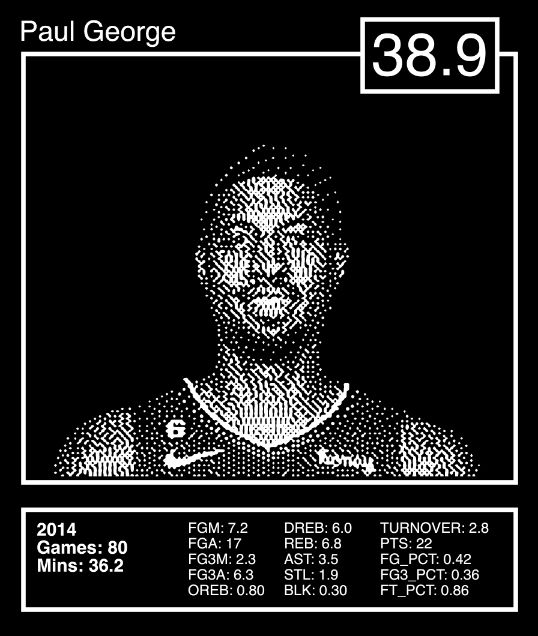 Paul George
38.9
6
2014
Games: 80
Mins: 36.2
FGM: 7.2
FGA: 17
FG3M: 2.3
FG3A: 6.3
OREB: 0.80
DREB: 6.0
REB: 6.8
AST: 3.5
STL: 1.9
BLK: 0.30
TURNOVER: 2.8
PTS: 22
FG_PCT: 0.42
FG3_PCT: 0.36
FT_PCT: 0.86